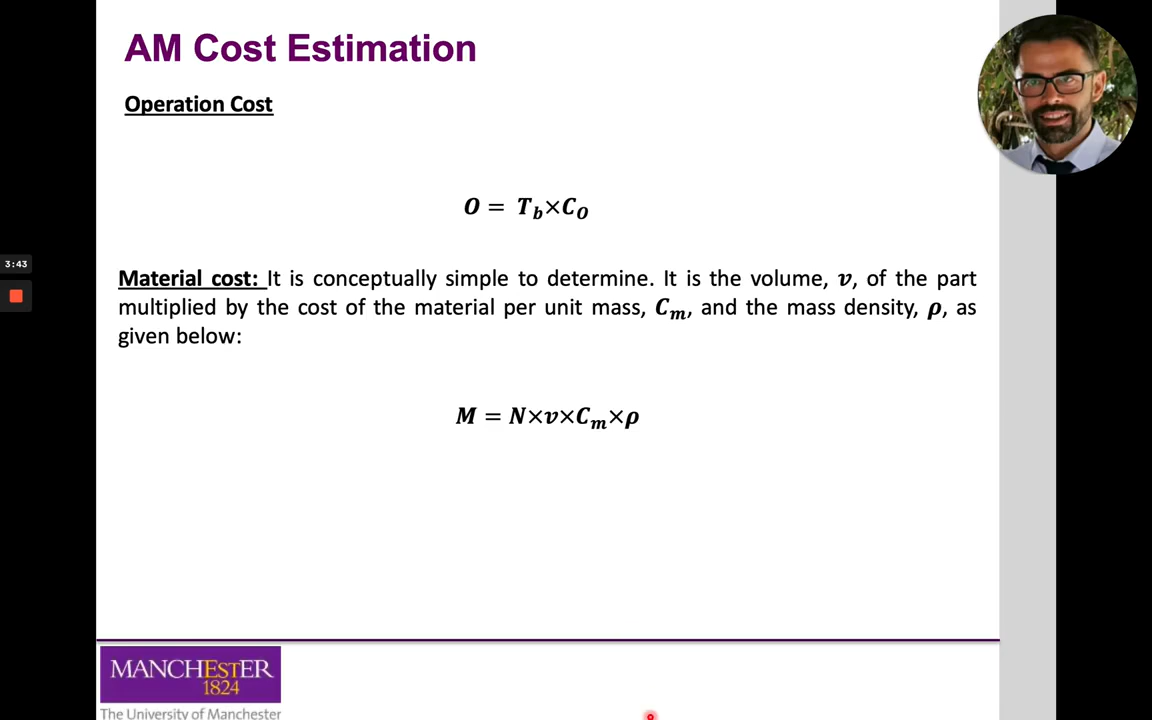 AM Cost Estimation
Operation Cost
O = T_b×C_O
3:43
Material cost: It is conceptually simple to determine. It is the volume, v, of the part
multiplied by the cost of the material per unit mass, C_m, and the mass density, ρ, as
given below:
M = N×v×C_m×ρ
MANCHESTER
1824
The University of Manchester